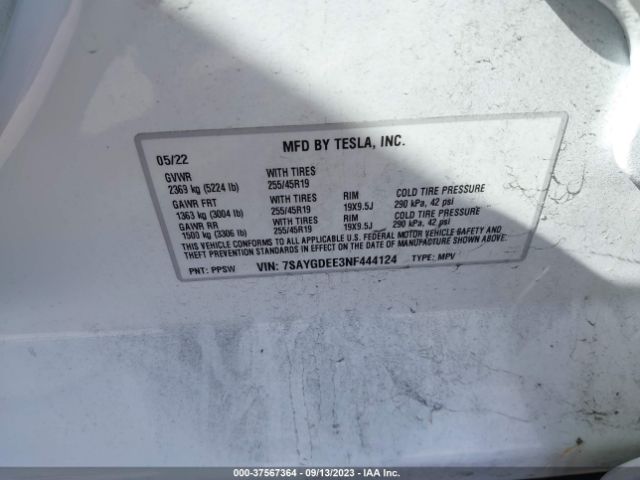 MFD BY TESLA, INC.
05/22
GVWR WITH TIRES
2369 kg (5224 lb) 255/45R19
GAWR FRT WITH TIRES RIM COLD TIRE PRESSURE
1363 kg (3004 lb) 255/45R19 19X9.5J 290 kPa, 42 psi
GAWR RR WITH TIRES RIM COLD TIRE PRESSURE
1500 kg (3306 lb) 255/45R19 19X9.5J 290 kPa, 42 psi
THIS VEHICLE CONFORMS TO ALL APPLICABLE U.S. FEDERAL MOTOR VEHICLE SAFETY AND
THEFT PREVENTION STANDARDS IN EFFECT ON THE DATE OF MANUFACTURE SHOWN ABOVE.
PNT: PPSW VIN: 7SAYGDEE3NF444124 TYPE: MPV
000-37567364 - 09/13/2023 - IAA Inc.